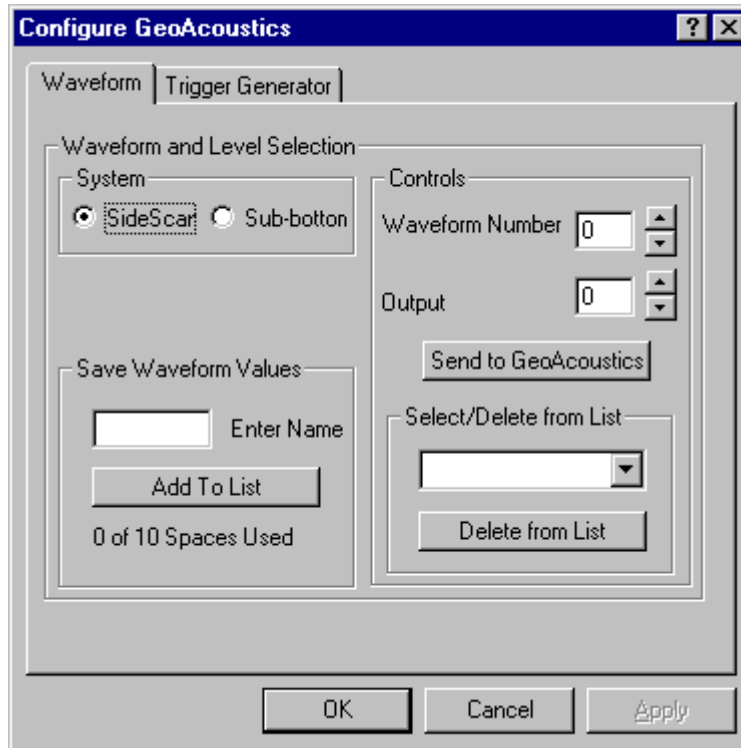 Configure GeoAcoustics
Waveform
Trigger Generator
Waveform and Level Selection
System
SideScar
Sub-botton
Controls
Waveform Number
0
Output
0
Send to GeoAcoustics
Save Waveform Values
Enter Name
Add To List
0 of 10 Spaces Used
Select/Delete from List
Delete from List
OK
Cancel
Apply